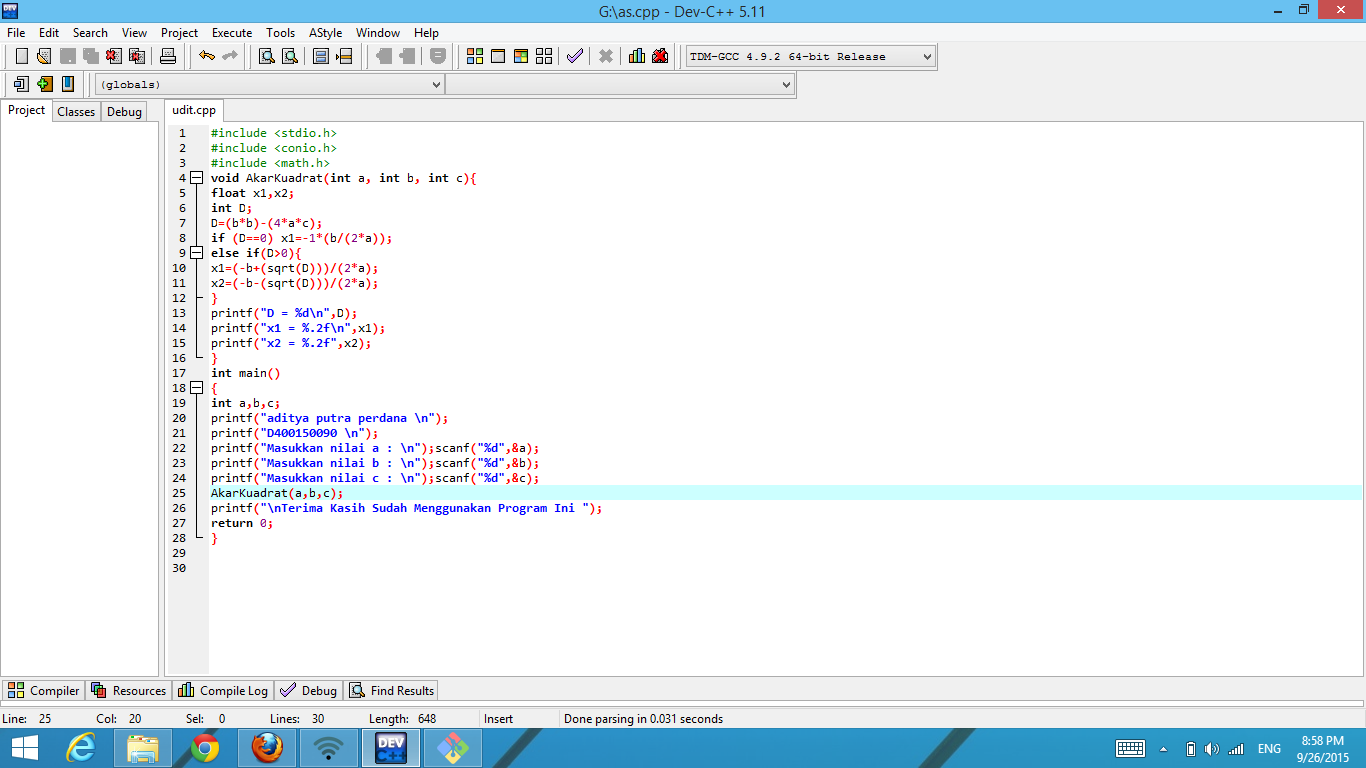 G:\as.cpp - Dev-C++ 5.11
File Edit Search View Project Execute Tools AStyle Window Help
TDM-GCC 4.9.2 64-bit Release
(globals)
Project Classes Debug
udit.cpp
1 #include <stdio.h>
2 #include <conio.h>
3 #include <math.h>
4 void AkarKuadrat(int a, int b, int c){
5 float x1,x2;
6 int D;
7 D=(b*b)-(4*a*c);
8 if (D==0) x1=-1*(b/(2*a));
9 else if(D>0){
10 x1=(-b+(sqrt(D)))/(2*a);
11 x2=(-b-(sqrt(D)))/(2*a);
12 }
13 printf("D = %d\n",D);
14 printf("x1 = %.2f\n",x1);
15 printf("x2 = %.2f",x2);
16 }
17 int main()
18 {
19 int a,b,c;
20 printf("aditya putra perdana \n");
21 printf("D400150090 \n");
22 printf("Masukkan nilai a : \n");scanf("%d",&a);
23 printf("Masukkan nilai b : \n");scanf("%d",&b);
24 printf("Masukkan nilai c : \n");scanf("%d",&c);
25 AkarKuadrat(a,b,c);
26 printf("\nTerima Kasih Sudah Menggunakan Program Ini ");
27 return 0;
28 }
29
30
Compiler Resources Compile Log Debug Find Results
Line: 25 Col: 20 Sel: 0 Lines: 30 Length: 648 Insert Done parsing in 0.031 seconds
DEV C++
ENG
8:58 PM
9/26/2015